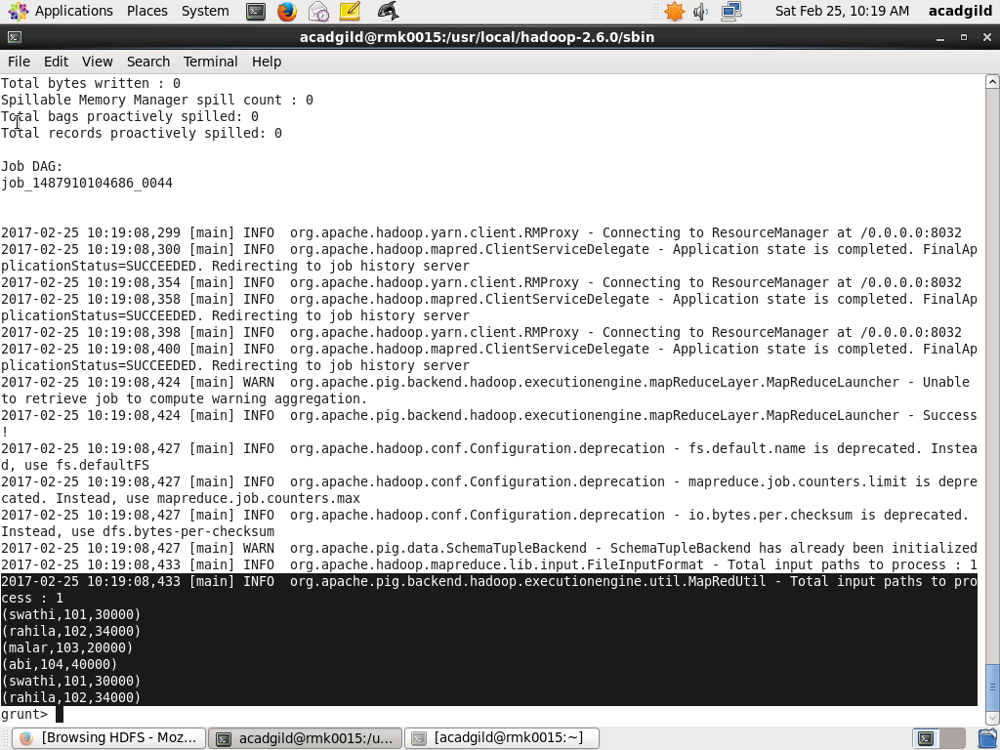 Applications Places System Sat Feb 25, 10:19 AM acadgild
acadgild@rmk0015:/usr/local/hadoop-2.6.0/sbin
File Edit View Search Terminal Help
Total bytes written : 0
Spillable Memory Manager spill count : 0
Total bags proactively spilled: 0
Total records proactively spilled: 0
Job DAG:
job_1487910104686_0044
2017-02-25 10:19:08,299 [main] INFO  org.apache.hadoop.yarn.client.RMProxy - Connecting to ResourceManager at /0.0.0.0:8032
2017-02-25 10:19:08,300 [main] INFO  org.apache.hadoop.mapred.ClientServiceDelegate - Application state is completed. FinalAp
plicationStatus=SUCCEEDED. Redirecting to job history server
2017-02-25 10:19:08,354 [main] INFO  org.apache.hadoop.yarn.client.RMProxy - Connecting to ResourceManager at /0.0.0.0:8032
2017-02-25 10:19:08,358 [main] INFO  org.apache.hadoop.mapred.ClientServiceDelegate - Application state is completed. FinalAp
plicationStatus=SUCCEEDED. Redirecting to job history server
2017-02-25 10:19:08,398 [main] INFO  org.apache.hadoop.yarn.client.RMProxy - Connecting to ResourceManager at /0.0.0.0:8032
2017-02-25 10:19:08,400 [main] INFO  org.apache.hadoop.mapred.ClientServiceDelegate - Application state is completed. FinalAp
plicationStatus=SUCCEEDED. Redirecting to job history server
2017-02-25 10:19:08,424 [main] WARN  org.apache.pig.backend.hadoop.executionengine.mapReduceLayer.MapReduceLauncher - Unable
to retrieve job to compute warning aggregation.
2017-02-25 10:19:08,424 [main] INFO  org.apache.pig.backend.hadoop.executionengine.mapReduceLayer.MapReduceLauncher - Success
!
2017-02-25 10:19:08,427 [main] INFO  org.apache.hadoop.conf.Configuration.deprecation - fs.default.name is deprecated. Instea
d, use fs.defaultFS
2017-02-25 10:19:08,427 [main] INFO  org.apache.hadoop.conf.Configuration.deprecation - mapreduce.job.counters.limit is depre
cated. Instead, use mapreduce.job.counters.max
2017-02-25 10:19:08,427 [main] INFO  org.apache.hadoop.conf.Configuration.deprecation - io.bytes.per.checksum is deprecated.
Instead, use dfs.bytes-per-checksum
2017-02-25 10:19:08,427 [main] WARN  org.apache.pig.data.SchemaTupleBackend - SchemaTupleBackend has already been initialized
2017-02-25 10:19:08,433 [main] INFO  org.apache.hadoop.mapreduce.lib.input.FileInputFormat - Total input paths to process : 1
2017-02-25 10:19:08,433 [main] INFO  org.apache.pig.backend.hadoop.executionengine.util.MapRedUtil - Total input paths to pro
cess : 1
(swathi,101,30000)
(rahila,102,34000)
(malar,103,20000)
(abi,104,40000)
(swathi,101,30000)
(rahila,102,34000)
grunt>
[Browsing HDFS - Moz... acadgild@rmk0015:/u... [acadgild@rmk0015:~]